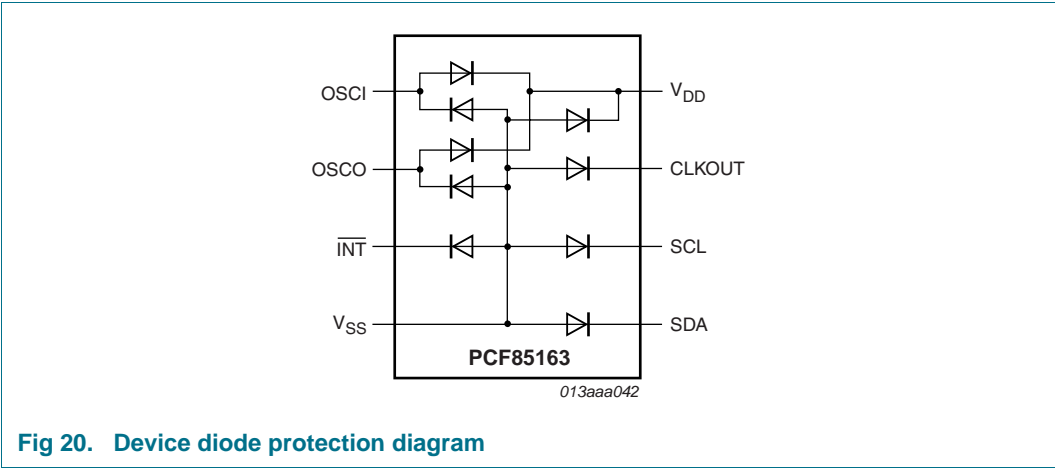 OSCI
OSCO
INT
VSS
VDD
CLKOUT
SCL
SDA
PCF85163
013aaa042
Fig 20. Device diode protection diagram